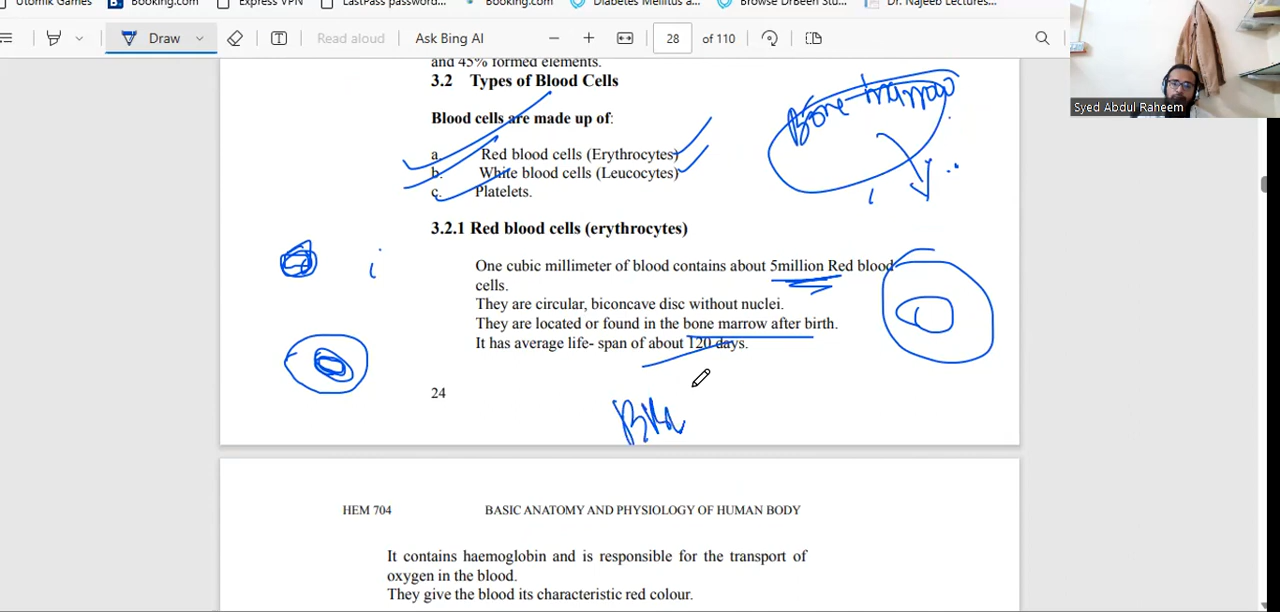 Utomik Games
Booking.com
Express VPN
LastPass password...
Booking.com
Diabetes Mellitus a...
Browse DrBeen Stu...
Dr. Najeeb Lectures...
Draw
Read aloud
Ask Bing AI
28 of 110
Syed Abdul Raheem
and 45% formed elements.
3.2 Types of Blood Cells
Bone marrow
Blood cells are made up of:
a. Red blood cells (Erythrocytes)
b. White blood cells (Leucocytes)
c. Platelets.
3.2.1 Red blood cells (erythrocytes)
One cubic millimeter of blood contains about 5million Red blood
cells.
They are circular, biconcave disc without nuclei.
They are located or found in the bone marrow after birth.
It has average life- span of about 120 days.
24
HEM 704 BASIC ANATOMY AND PHYSIOLOGY OF HUMAN BODY
It contains haemoglobin and is responsible for the transport of
oxygen in the blood.
They give the blood its characteristic red colour.